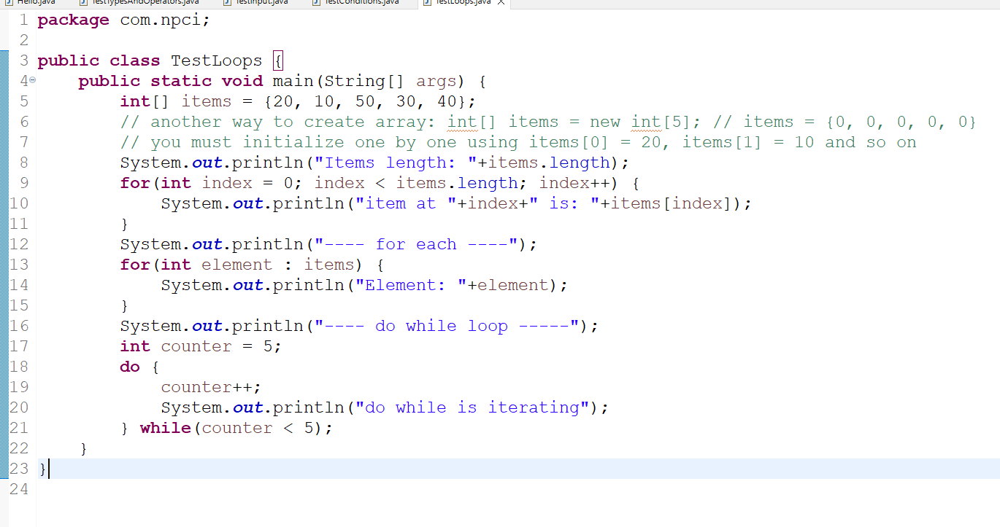 Hello.java TestTypesAndOperators.java TestInput.java TestConditions.java TestLoops.java
1 package com.npci;
2
3 public class TestLoops {
4     public static void main(String[] args) {
5         int[] items = {20, 10, 50, 30, 40};
6         // another way to create array: int[] items = new int[5]; // items = {0, 0, 0, 0, 0}
7         // you must initialize one by one using items[0] = 20, items[1] = 10 and so on
8         System.out.println("Items length: "+items.length);
9         for(int index = 0; index < items.length; index++) {
10             System.out.println("item at "+index+" is: "+items[index]);
11         }
12         System.out.println("---- for each ----");
13         for(int element : items) {
14             System.out.println("Element: "+element);
15         }
16         System.out.println("---- do while loop -----");
17         int counter = 5;
18         do {
19             counter++;
20             System.out.println("do while is iterating");
21         } while(counter < 5);
22     }
23 }
24